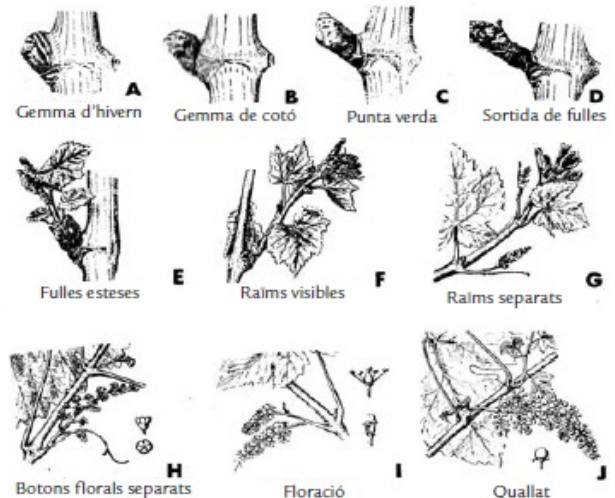 A B C D
Gemma d'hivern Gemma de cotó Punta verda Sortida de fulles
E F G
Fulles esteses Raïms visibles Raïms separats
H I J
Botons florals separats Floració Quallat